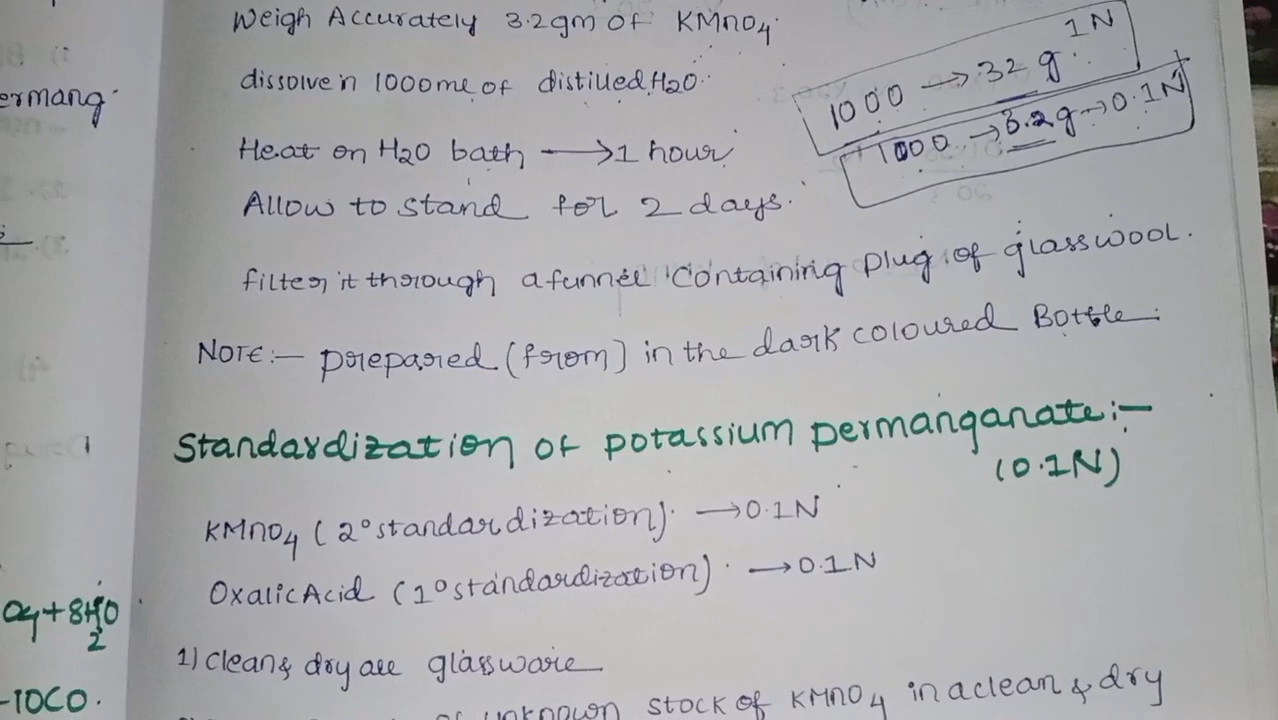 Weigh Accurately 3.2gm of KMnO4.
dissolve in 1000ml of distilled H2O.
Heat on H2O bath → 1 hour
Allow to stand for 2 days.
1000 → 32 g. 1N
1000 → 3.2g → 0.1N
filter it through a funnel containing plug of glasswool.
NOTE:- prepared (from) in the dark coloured Bottle.
Standardization of potassium permanganate:-
(0.1N)
KMnO4 (2° standardization). → 0.1N
Oxalic Acid (1° standardization). → 0.1N
1) clean & dry all glassware
unknown stock of KMnO4 in a clean & dry
ermang.
O4+8H2O
-10CO.